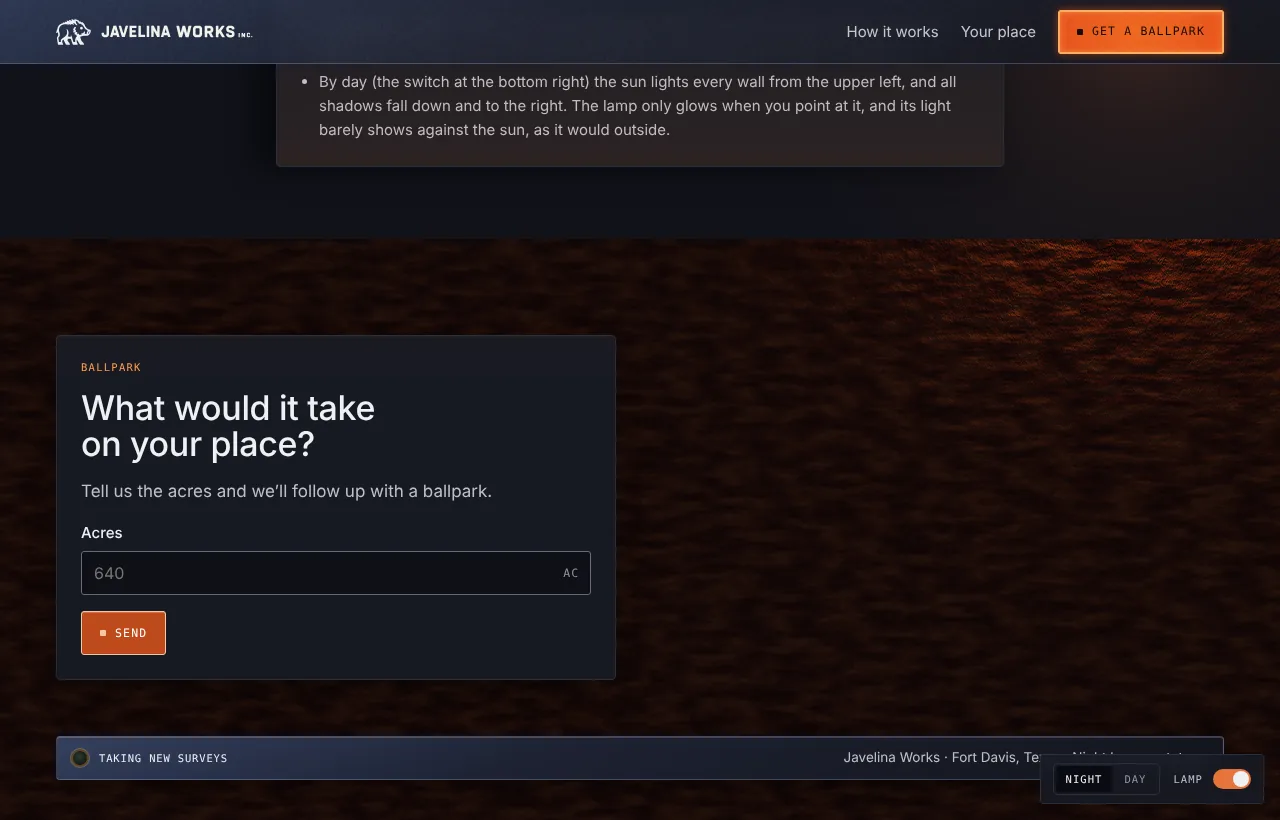 JAVELINA WORKS INC.
How it works
Your place
GET A BALLPARK
• By day (the switch at the bottom right) the sun lights every wall from the upper left, and all
shadows fall down and to the right. The lamp only glows when you point at it, and its light
barely shows against the sun, as it would outside.
BALLPARK
What would it take
on your place?
Tell us the acres and we’ll follow up with a ballpark.
Acres
640
AC
SEND
TAKING NEW SURVEYS
Javelina Works · Fort Davis,
NIGHT
DAY
LAMP